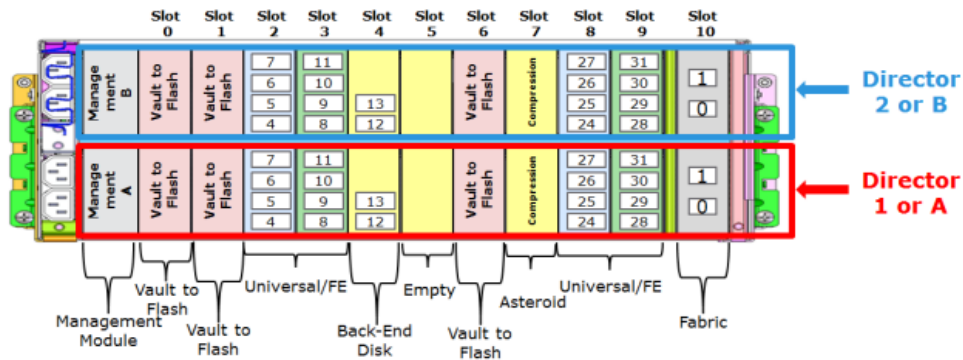 Slot 0 Slot 1 Slot 2 Slot 3 Slot 4 Slot 5 Slot 6 Slot 7 Slot 8 Slot 9 Slot 10
Manage
ment
B
Vault to
Flash
Vault to
Flash
7
6
5
4
11
10
9
8
13
12
Vault to
Flash
Compression
27
26
25
24
31
30
29
28
1
0
Director
2 or B
Manage
ment
A
Vault to
Flash
Vault to
Flash
7
6
5
4
11
10
9
8
13
12
Vault to
Flash
Compression
27
26
25
24
31
30
29
28
1
0
Director
1 or A
Management
Module
Vault to
Flash
Vault to
Flash
Universal/FE
Back-End
Disk
Empty
Vault to
Flash
Asteroid
Universal/FE
Fabric